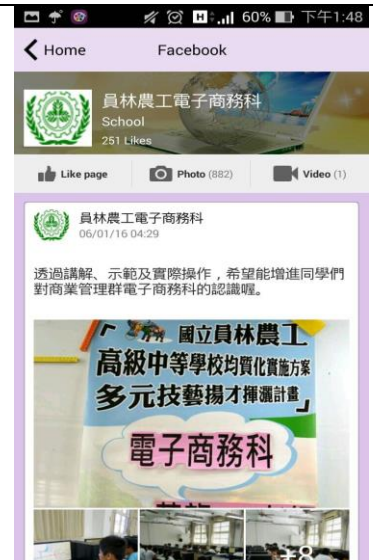 H 60% 下午1:48
Home Facebook
員林農工電子商務科
School
251 Likes
Like page Photo (882) Video (1)
員林農工電子商務科
06/01/16 04:29
透過講解、示範及實際操作，希望能增進同學們
對商業管理群電子商務科的認識喔。
「 國立員林農工
高級中等學校均質化實施方案
多元技藝揚才揮灑計畫」
電子商務科
+8